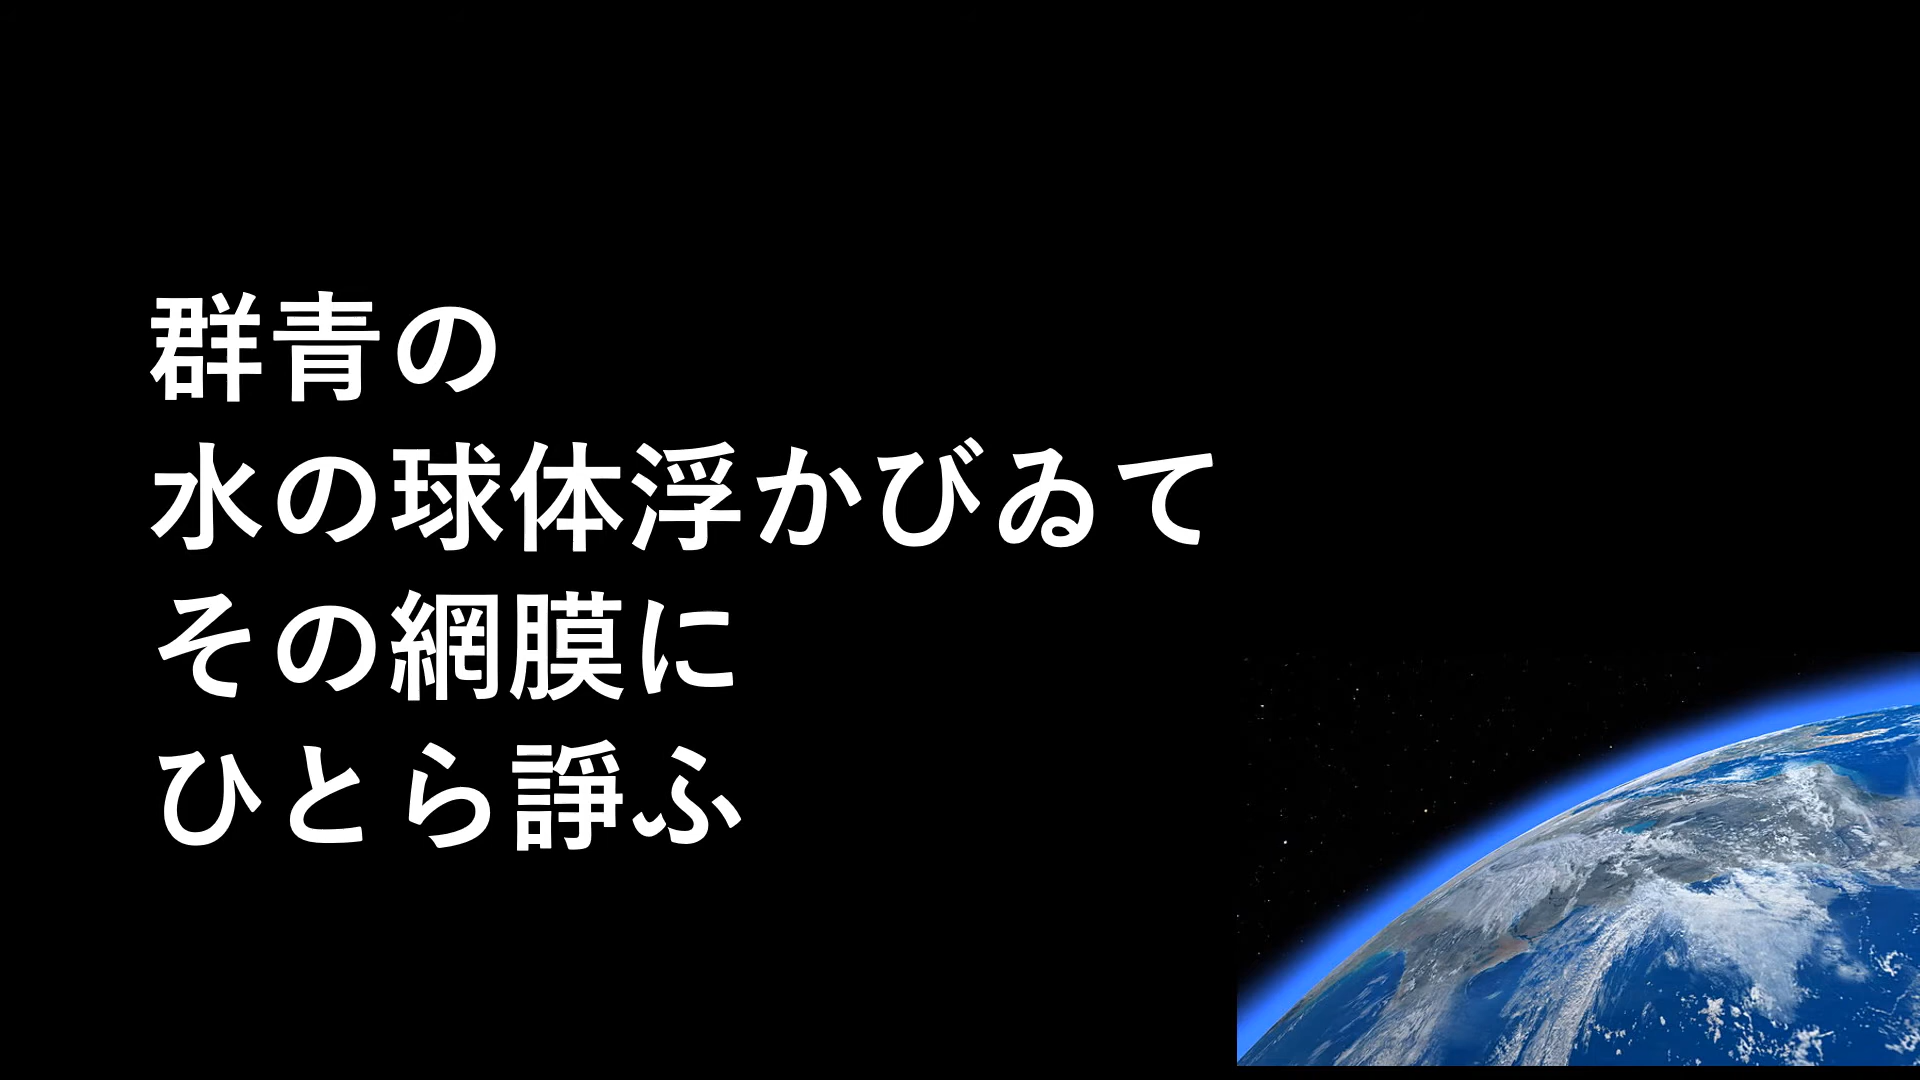 群青の
水の球体浮かびゐて
その網膜に
ひとら諍ふ